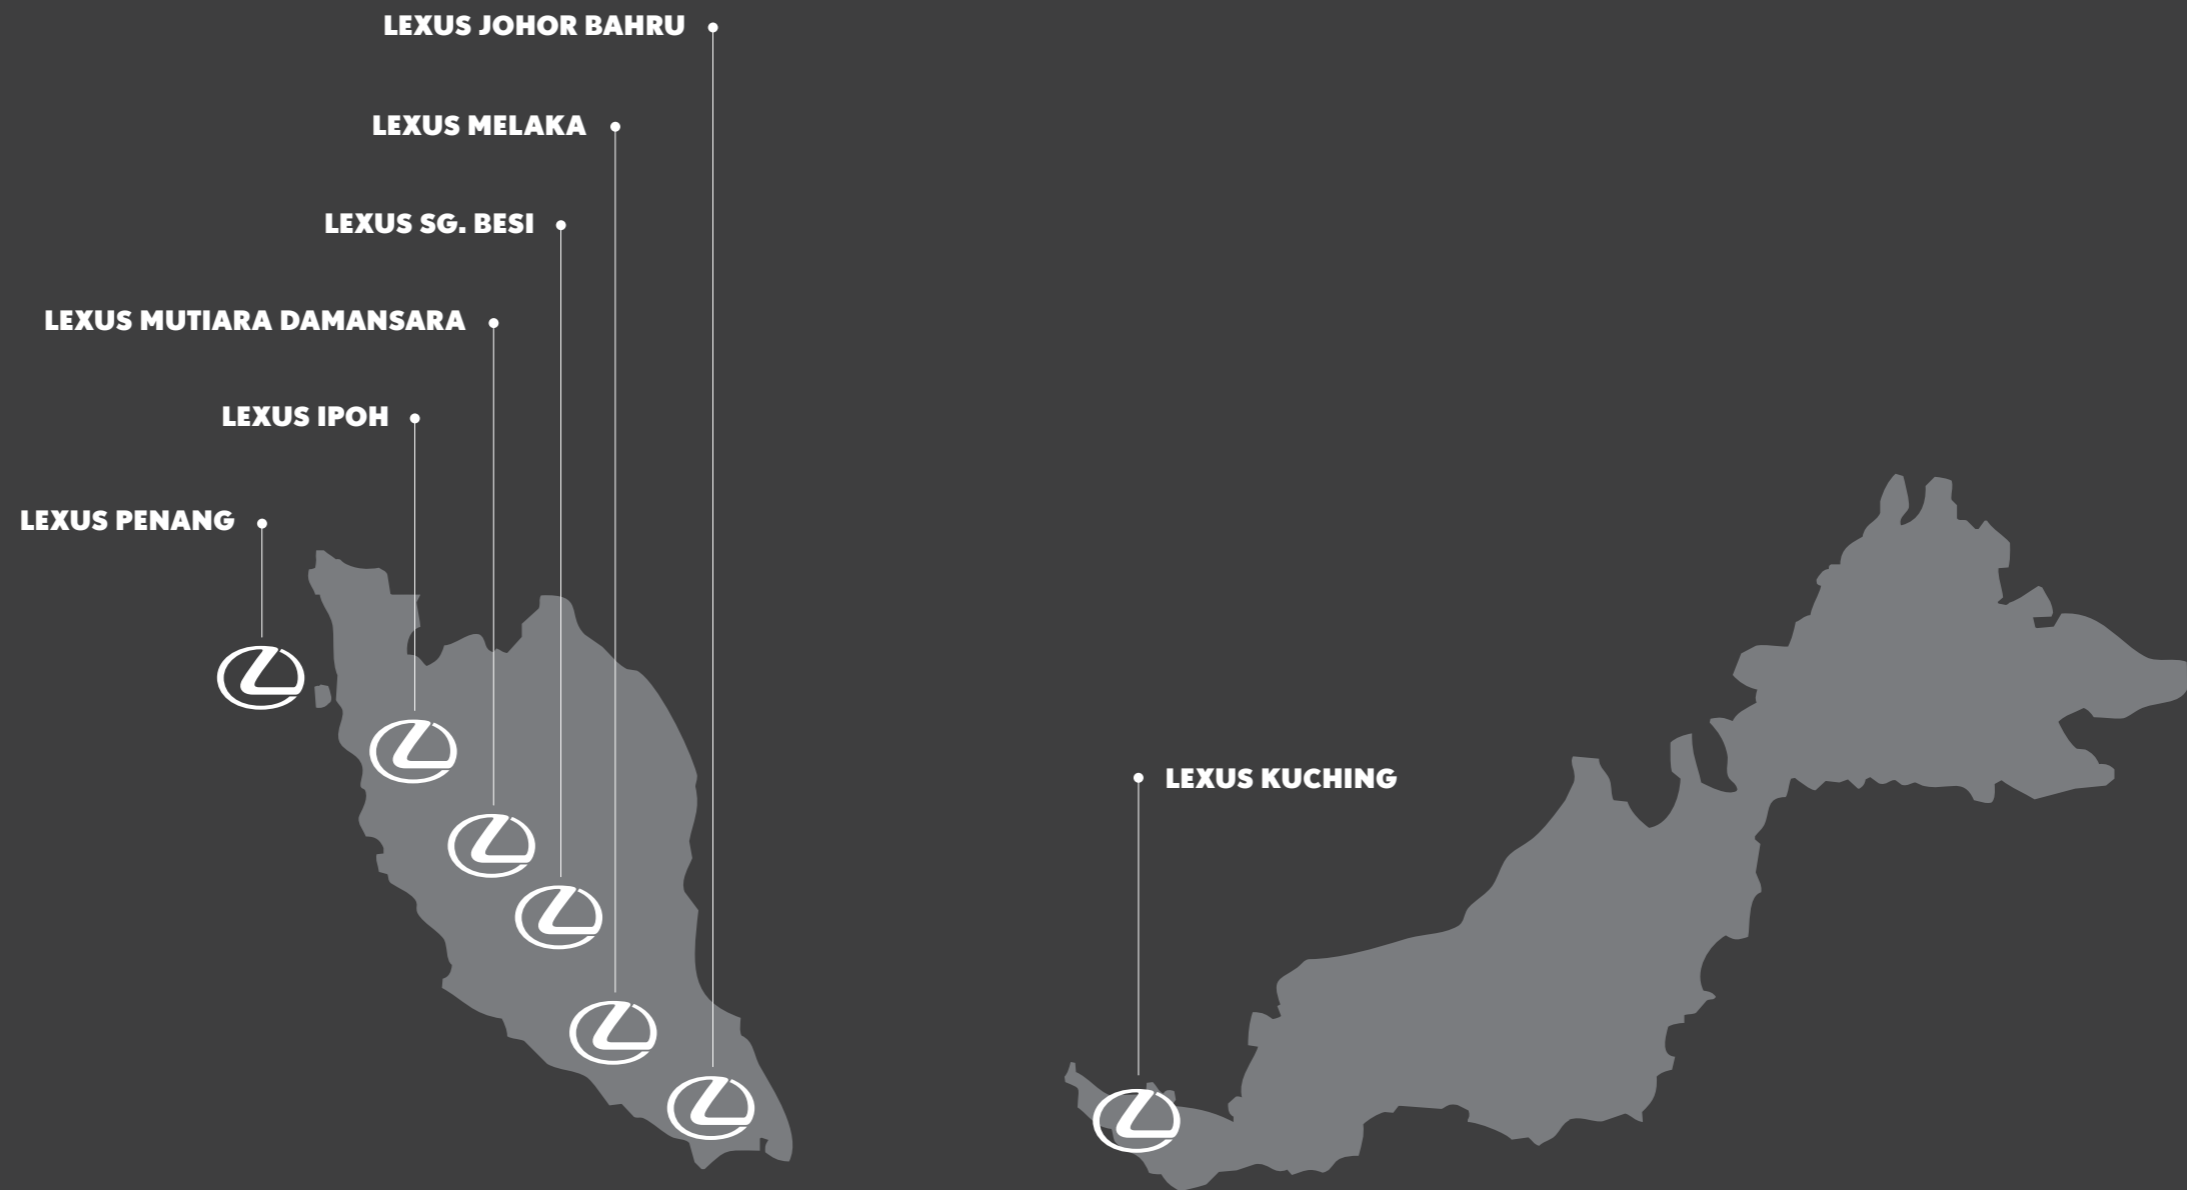 LEXUS JOHOR BAHRU
LEXUS MELAKA
LEXUS SG. BESI
LEXUS MUTIARA DAMANSARA
LEXUS IPOH
LEXUS PENANG
LEXUS KUCHING